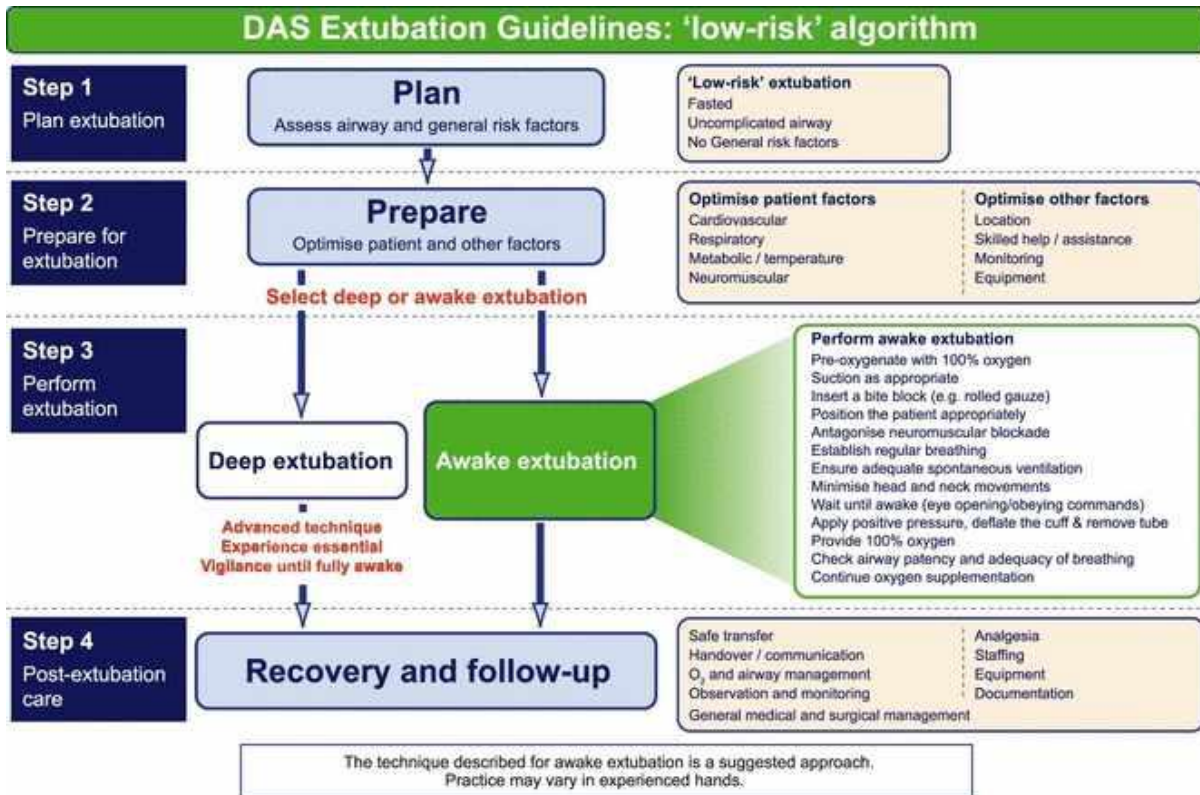 DAS Extubation Guidelines: ‘low-risk’ algorithm
Step 1
Plan extubation
Plan
Assess airway and general risk factors
‘Low-risk’ extubation
Fasted
Uncomplicated airway
No General risk factors
Step 2
Prepare for
extubation
Prepare
Optimise patient and other factors
Optimise patient factors
Cardiovascular
Respiratory
Metabolic / temperature
Neuromuscular
Optimise other factors
Location
Skilled help / assistance
Monitoring
Equipment
Select deep or awake extubation
Step 3
Perform
extubation
Deep extubation
Advanced technique
Experience essential
Vigilance until fully awake
Awake extubation
Perform awake extubation
Pre-oxygenate with 100% oxygen
Suction as appropriate
Insert a bite block (e.g. rolled gauze)
Position the patient appropriately
Antagonise neuromuscular blockade
Establish regular breathing
Ensure adequate spontaneous ventilation
Minimise head and neck movements
Wait until awake (eye opening/obeying commands)
Apply positive pressure, deflate the cuff & remove tube
Provide 100% oxygen
Check airway patency and adequacy of breathing
Continue oxygen supplementation
Step 4
Post-extubation
care
Recovery and follow-up
Safe transfer
Handover / communication
O₂ and airway management
Observation and monitoring
General medical and surgical management
Analgesia
Staffing
Equipment
Documentation
The technique described for awake extubation is a suggested approach.
Practice may vary in experienced hands.